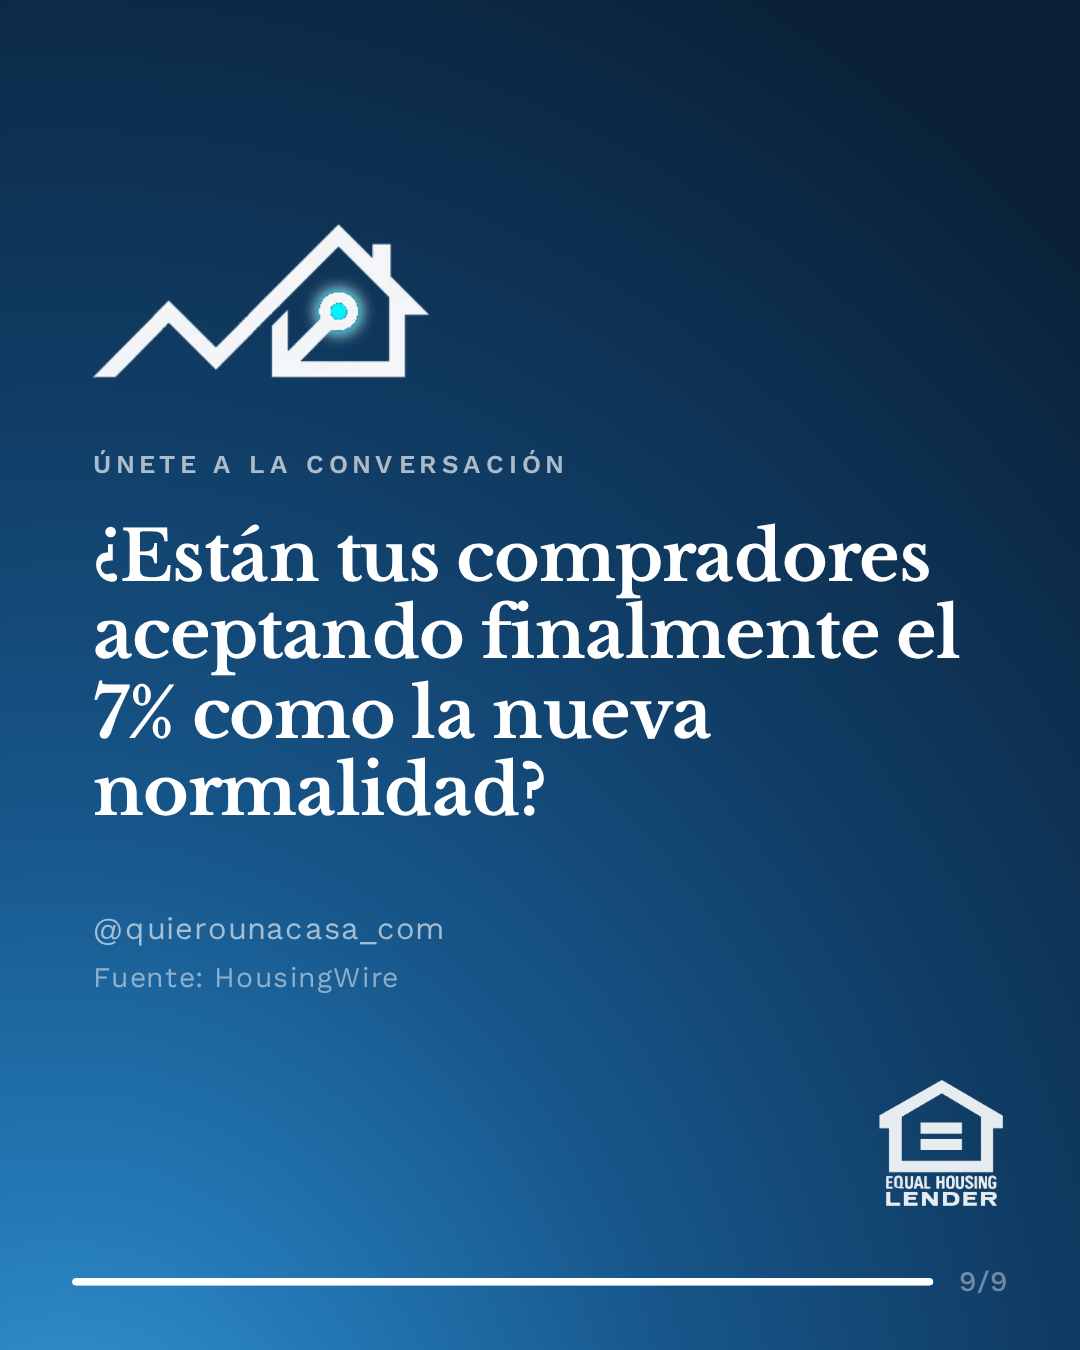 ÚNETE A LA CONVERSACIÓN
¿Están tus compradores
aceptando finalmente el
7% como la nueva
normalidad?
@quierounacasa_com
Fuente: HousingWire
EQUAL HOUSING
LENDER
9/9